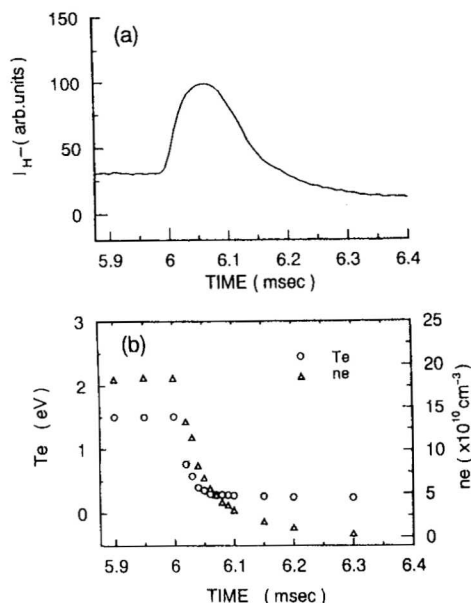 (a)
150
100
50
0
I_H- ( arb.units )
5.9 6 6.1 6.2 6.3 6.4
TIME ( msec )
(b)
3
2
1
0
Te (eV)
Te
ne
25
20
15
10
5
0
ne (×10^10 cm^-3)
5.9 6 6.1 6.2 6.3 6.4
TIME ( msec )